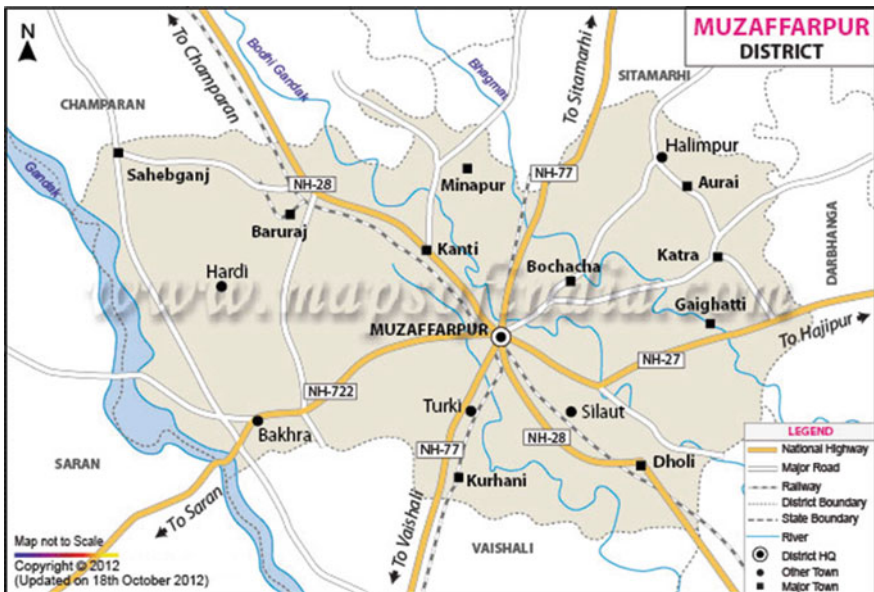 MUZAFFARPUR
DISTRICT
N
To Champaran
Bodhi Gandak
Bhagmati
To Sitamarhi
SITAMARHI
CHAMPARAN
Gandak
Sahebganj
NH-28
Baruraj
Minapur
NH-77
Halimpur
Aurai
Kanti
Hardi
Bochacha
Katra
DARBHANGA
www.mapsofindia.com
Gaighatti
MUZAFFARPUR
To Hajipur
NH-27
NH-722
Turki
Silaut
Bakhra
NH-77
NH-28
Dholi
Kurhani
SARAN
To Saran
To Vaishali
VAISHALI
LEGEND
National Highway
Major Road
Railway
District Boundary
State Boundary
River
District HQ
Other Town
Major Town
Map not to Scale
Copyright © 2012
(Updated on 18th October 2012)